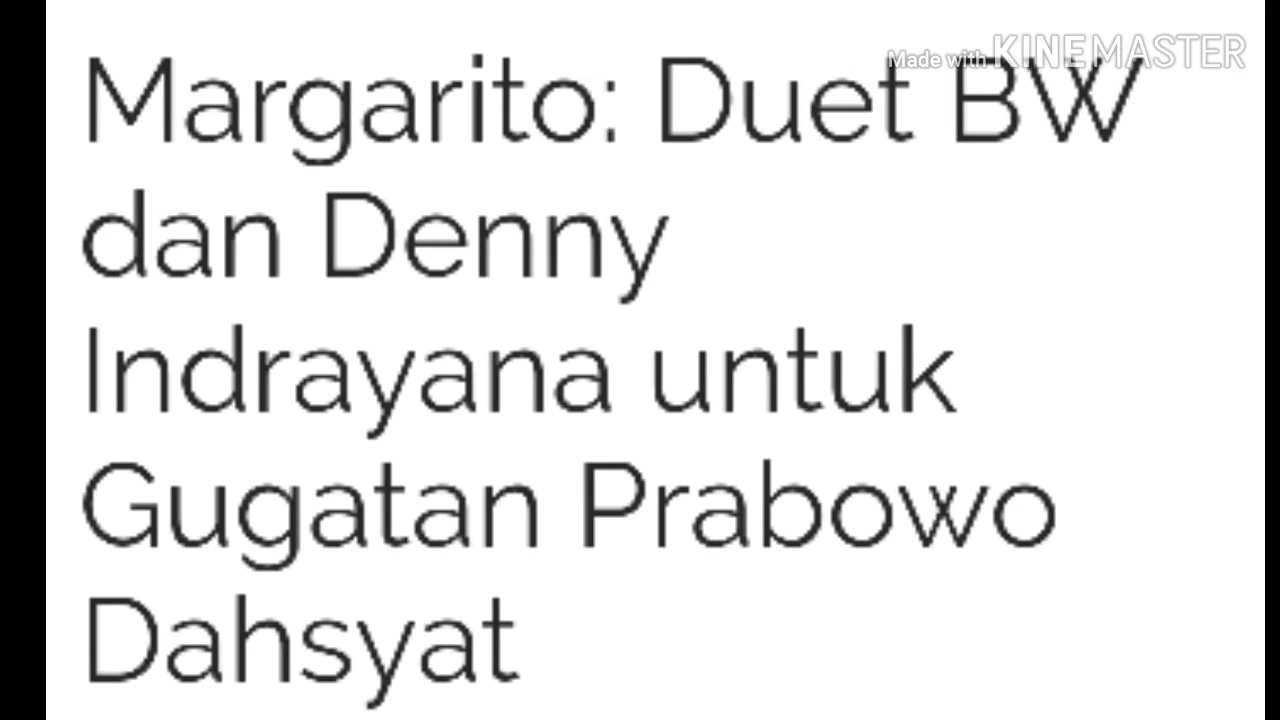 Made with KINEMASTER
Margarito: Duet BW
dan Denny
Indrayana untuk
Gugatan Prabowo
Dahsyat